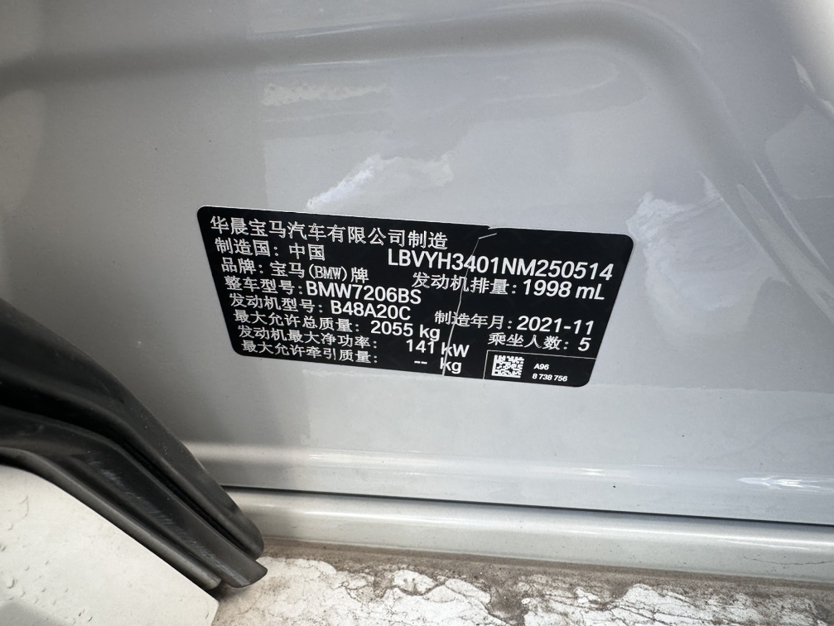 华晨宝马汽车有限公司制造
制造国: 中国 LBVYH3401NM250514
品牌: 宝马(BMW)牌 发动机排量: 1998 mL
整车型号: BMW7206BS
发动机型号: B48A20C 制造年月: 2021-11
最大允许总质量: 2055 kg 乘坐人数: 5
发动机最大净功率: 141 kW
最大允许牵引质量: -- kg
A96
8 738 756